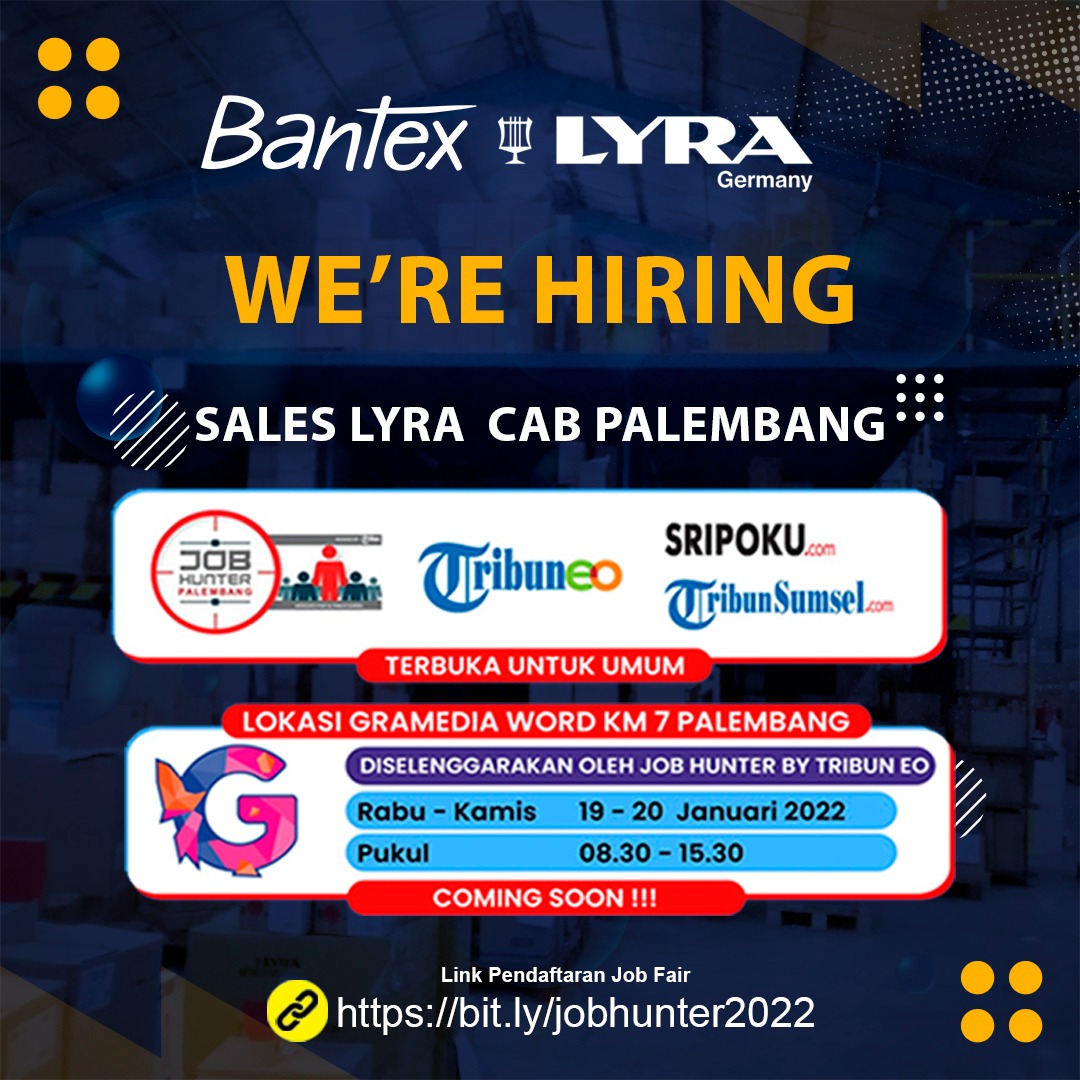 Bantex LYRA
Germany
WE'RE HIRING
SALES LYRA CAB PALEMBANG
JOB
HUNTER
PALEMBANG
Tribuneo
SRIPOKU.com
TribunSumsel.com
TERBUKA UNTUK UMUM
LOKASI GRAMEDIA WORD KM 7 PALEMBANG
G
DISELENGGARAKAN OLEH JOB HUNTER BY TRIBUN EO
Rabu - Kamis 19 - 20 Januari 2022
Pukul 08.30 - 15.30
COMING SOON !!!
Link Pendaftaran Job Fair
https://bit.ly/jobhunter2022